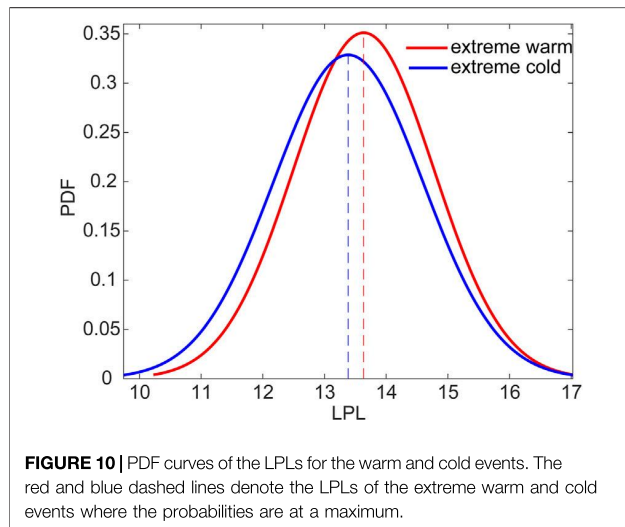 0.35
0.3
0.25
0.2
0.15
0.1
0.05
0
PDF
extreme warm
extreme cold
10 11 12 13 14 15 16 17
LPL
FIGURE 10 | PDF curves of the LPLs for the warm and cold events. The
red and blue dashed lines denote the LPLs of the extreme warm and cold
events where the probabilities are at a maximum.